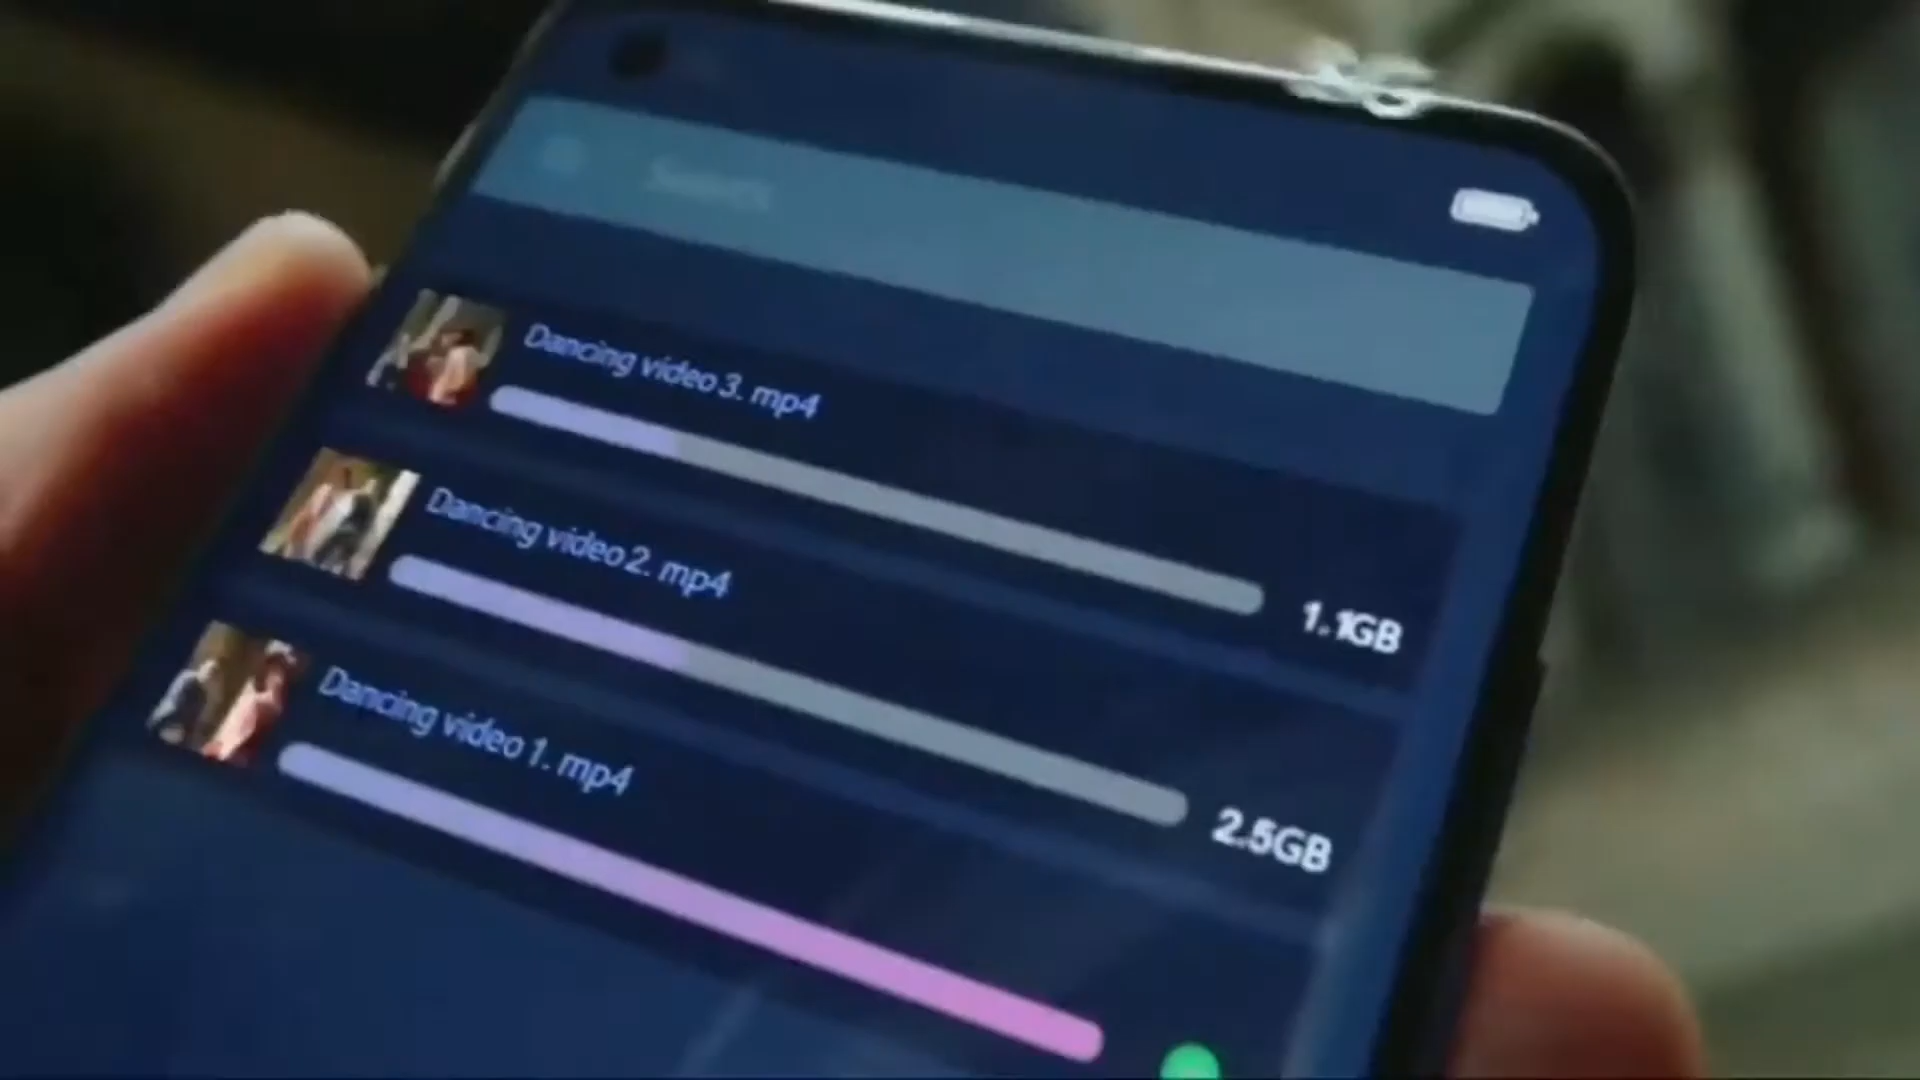 Dancing video 3. mp4
1.1GB
Dancing video 2. mp4
2.5GB
Dancing video 1. mp4